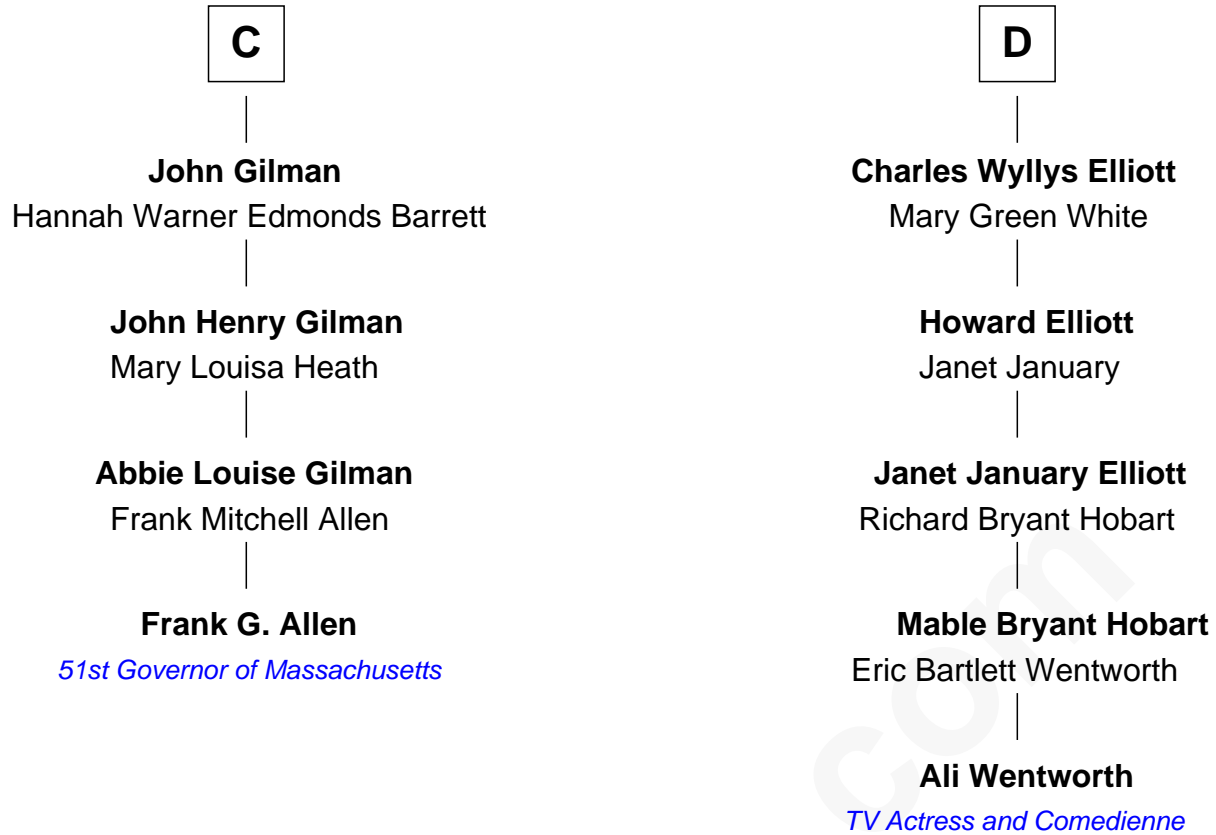 C
John Gilman
Hannah Warner Edmonds Barrett
John Henry Gilman
Mary Louisa Heath
Abbie Louise Gilman
Frank Mitchell Allen
Frank G. Allen
51st Governor of Massachusetts
D
Charles Wyllys Elliott
Mary Green White
Howard Elliott
Janet January
Janet January Elliott
Richard Bryant Hobart
Mable Bryant Hobart
Eric Bartlett Wentworth
Ali Wentworth
TV Actress and Comedienne
com